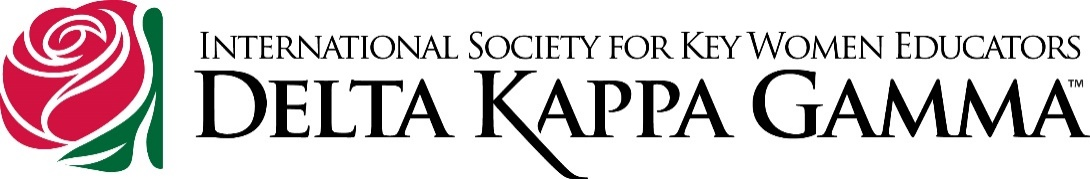 INTERNATIONAL SOCIETY FOR KEY WOMEN EDUCATORS
DELTA KAPPA GAMMA™